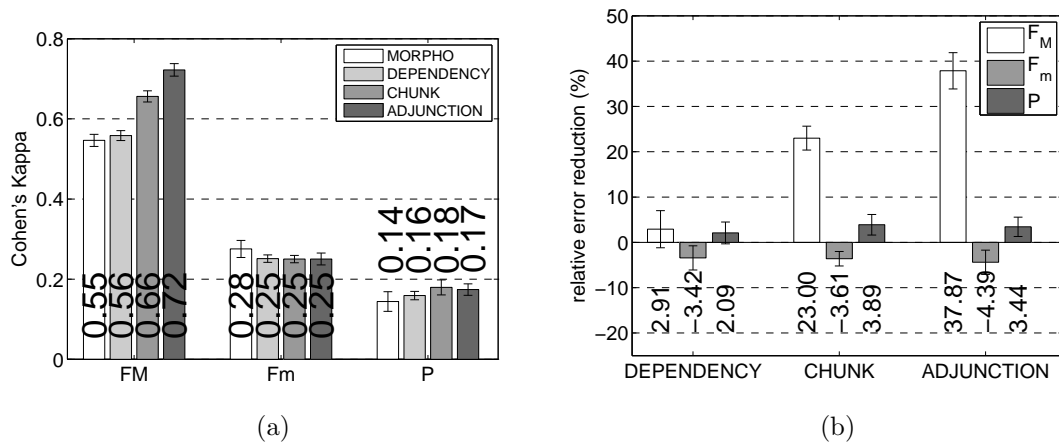 0.8
0.6
0.4
0.2
0
Cohen's Kappa
MORPHO
DEPENDENCY
CHUNK
ADJUNCTION
0.55
0.56
0.66
0.72
0.28
0.25
0.25
0.25
0.14
0.16
0.18
0.17
FM
Fm
P
(a)
50
40
30
20
10
0
−10
−20
relative error reduction (%)
F_M
F_m
P
2.91
−3.42
2.09
23.00
−3.61
3.89
37.87
−4.39
3.44
DEPENDENCY
CHUNK
ADJUNCTION
(b)